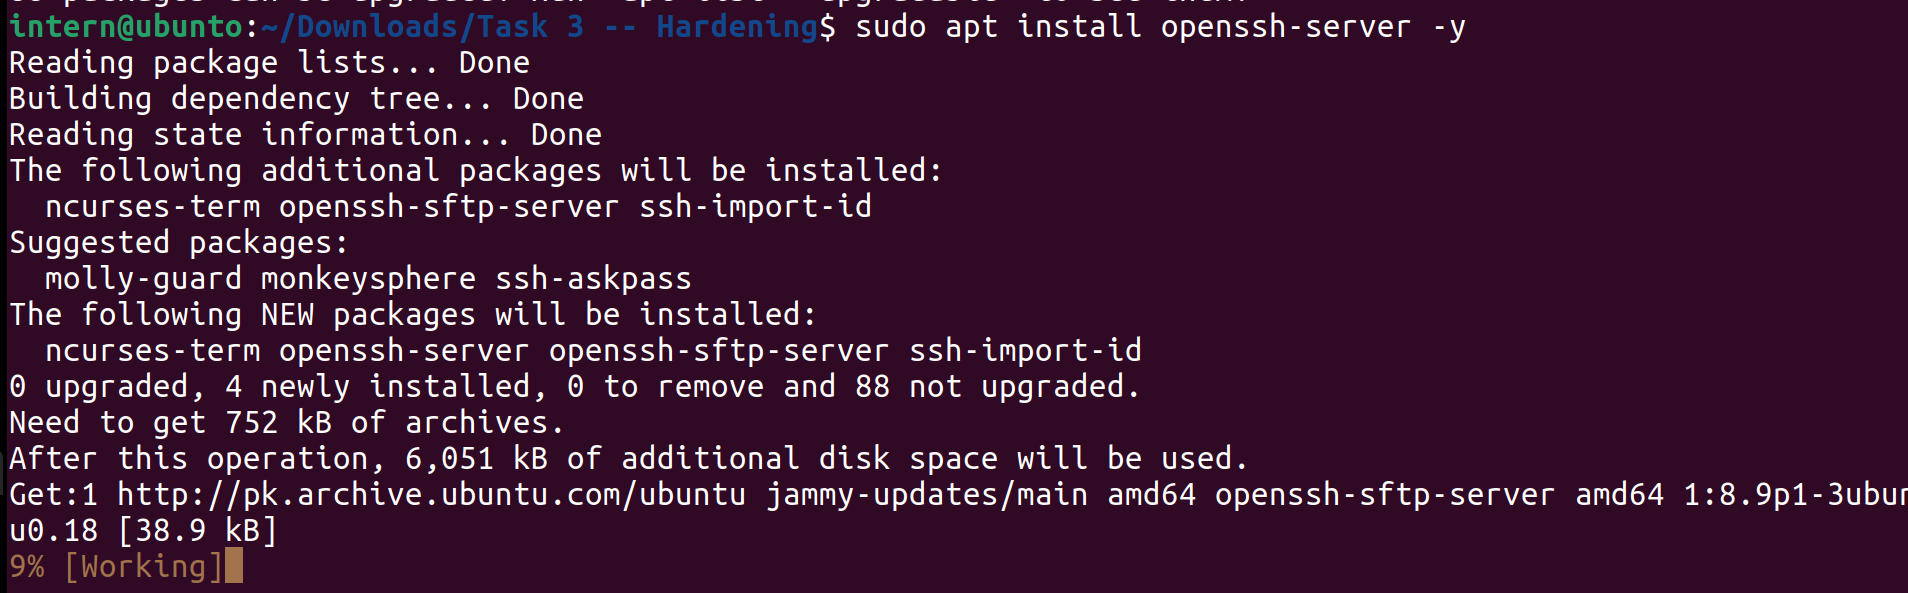 intern@ubunto:~/Downloads/Task 3 -- Hardening$ sudo apt install openssh-server -y
Reading package lists... Done
Building dependency tree... Done
Reading state information... Done
The following additional packages will be installed:
  ncurses-term openssh-sftp-server ssh-import-id
Suggested packages:
  molly-guard monkeysphere ssh-askpass
The following NEW packages will be installed:
  ncurses-term openssh-server openssh-sftp-server ssh-import-id
0 upgraded, 4 newly installed, 0 to remove and 88 not upgraded.
Need to get 752 kB of archives.
After this operation, 6,051 kB of additional disk space will be used.
Get:1 http://pk.archive.ubuntu.com/ubuntu jammy-updates/main amd64 openssh-sftp-server amd64 1:8.9p1-3ubun
u0.18 [38.9 kB]
9% [Working]